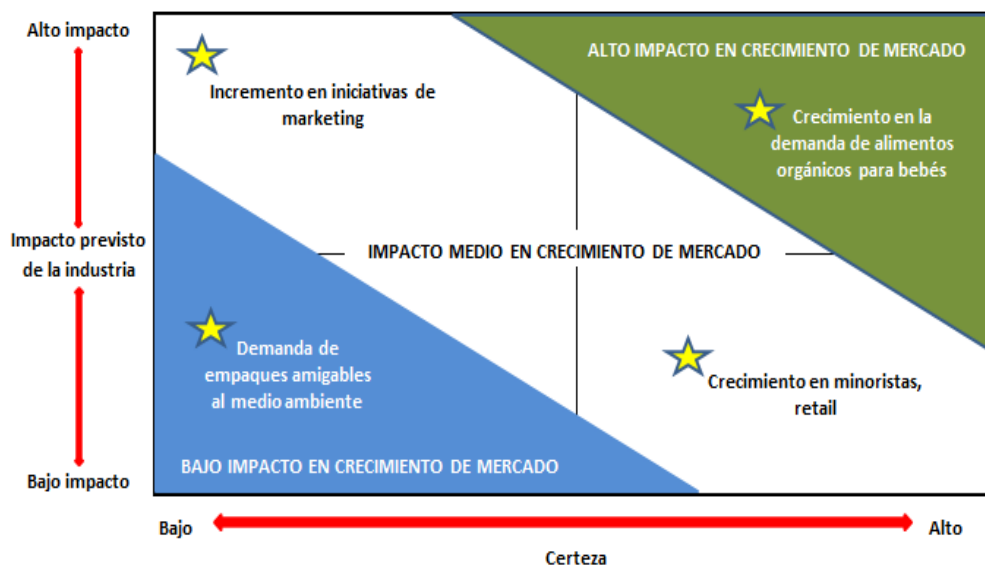 Alto impacto
ALTO IMPACTO EN CRECIMIENTO DE MERCADO
Incremento en iniciativas de
marketing
Crecimiento en la
demanda de alimentos
orgánicos para bebés
Impacto previsto
de la industria
IMPACTO MEDIO EN CRECIMIENTO DE MERCADO
Demanda de
empaques amigables
al medio ambiente
Crecimiento en minoristas,
retail
BAJO IMPACTO EN CRECIMIENTO DE MERCADO
Bajo impacto
Bajo
Alto
Certeza